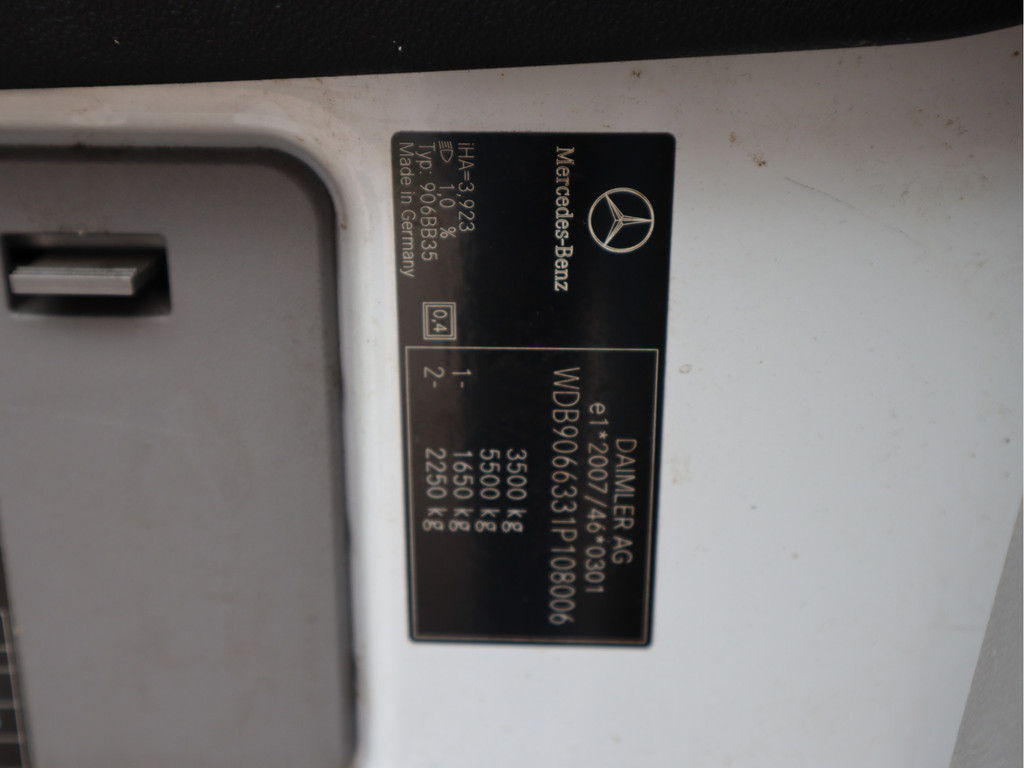 Mercedes-Benz
iHA=3,923
1,0 %
Typ: 906BB35
Made in Germany
0,4
DAIMLER AG
e1*2007/46*0301
WDB9066331P108006
3500 kg
5500 kg
1- 1650 kg
2- 2250 kg